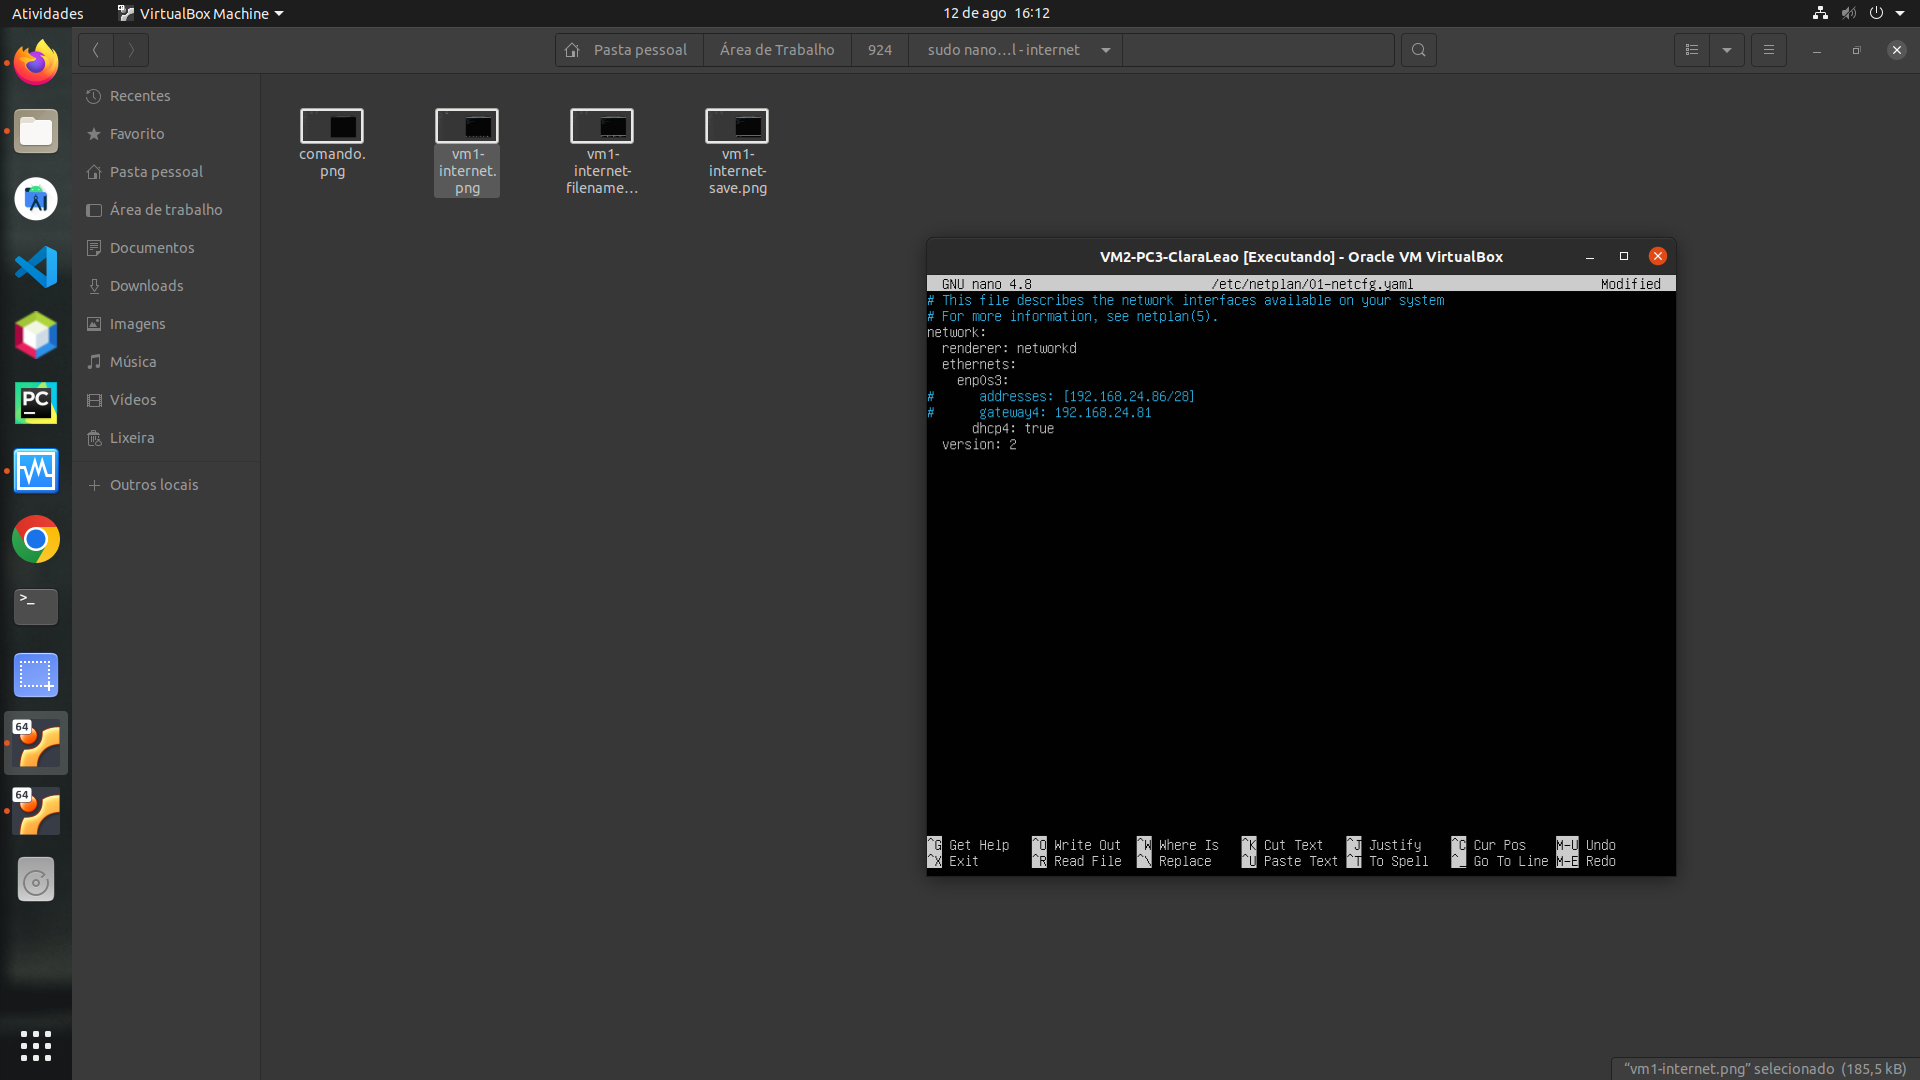 Atividades
VirtualBox Machine
12 de ago 16:12
Pasta pessoal
Área de Trabalho
924
sudo nano…l - internet
Recentes
Favorito
Pasta pessoal
Área de trabalho
Documentos
Downloads
Imagens
Música
Vídeos
Lixeira
Outros locais
comando.
png
vm1-
internet.
png
vm1-
internet-
filename…
vm1-
internet-
save.png
VM2-PC3-ClaraLeao [Executando] - Oracle VM VirtualBox
GNU nano 4.8 /etc/netplan/01-netcfg.yaml Modified
# This file describes the network interfaces available on your system
# For more information, see netplan(5).
network:
  renderer: networkd
  ethernets:
    enp0s3:
#      addresses: [192.168.24.86/28]
#      gateway4: 192.168.24.81
      dhcp4: true
  version: 2
^G Get Help ^O Write Out ^W Where Is ^K Cut Text ^J Justify ^C Cur Pos M-U Undo
^X Exit ^R Read File ^\ Replace ^U Paste Text ^T To Spell ^_ Go To Line M-E Redo
PC
>_
64
64
"vm1-internet.png" selecionado (185,5 kB)